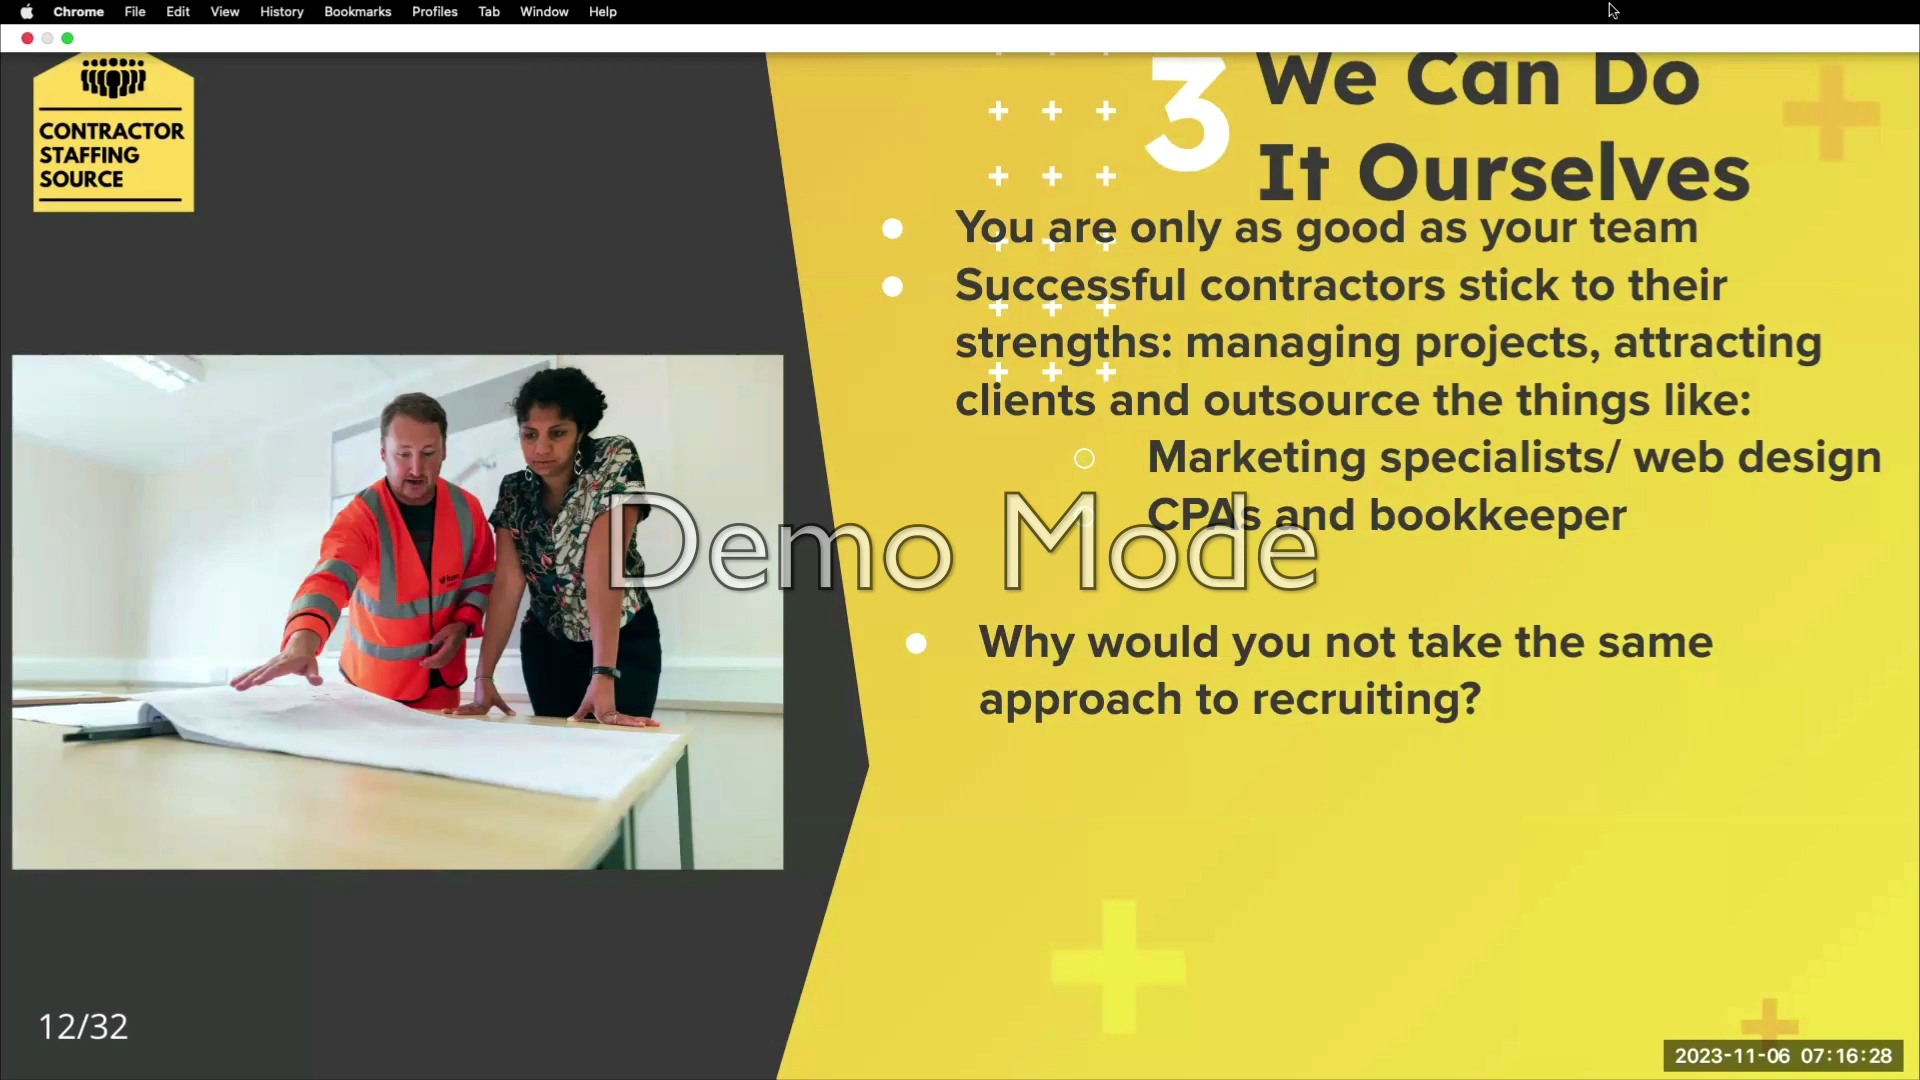 Chrome File Edit View History Bookmarks Profiles Tab Window Help
CONTRACTOR
STAFFING
SOURCE
3
We Can Do
It Ourselves
You are only as good as your team
Successful contractors stick to their
strengths: managing projects, attracting
clients and outsource the things like:
Marketing specialists/ web design
CPAs and bookkeeper
Demo Mode
Why would you not take the same
approach to recruiting?
12/32
2023-11-06 07:16:28